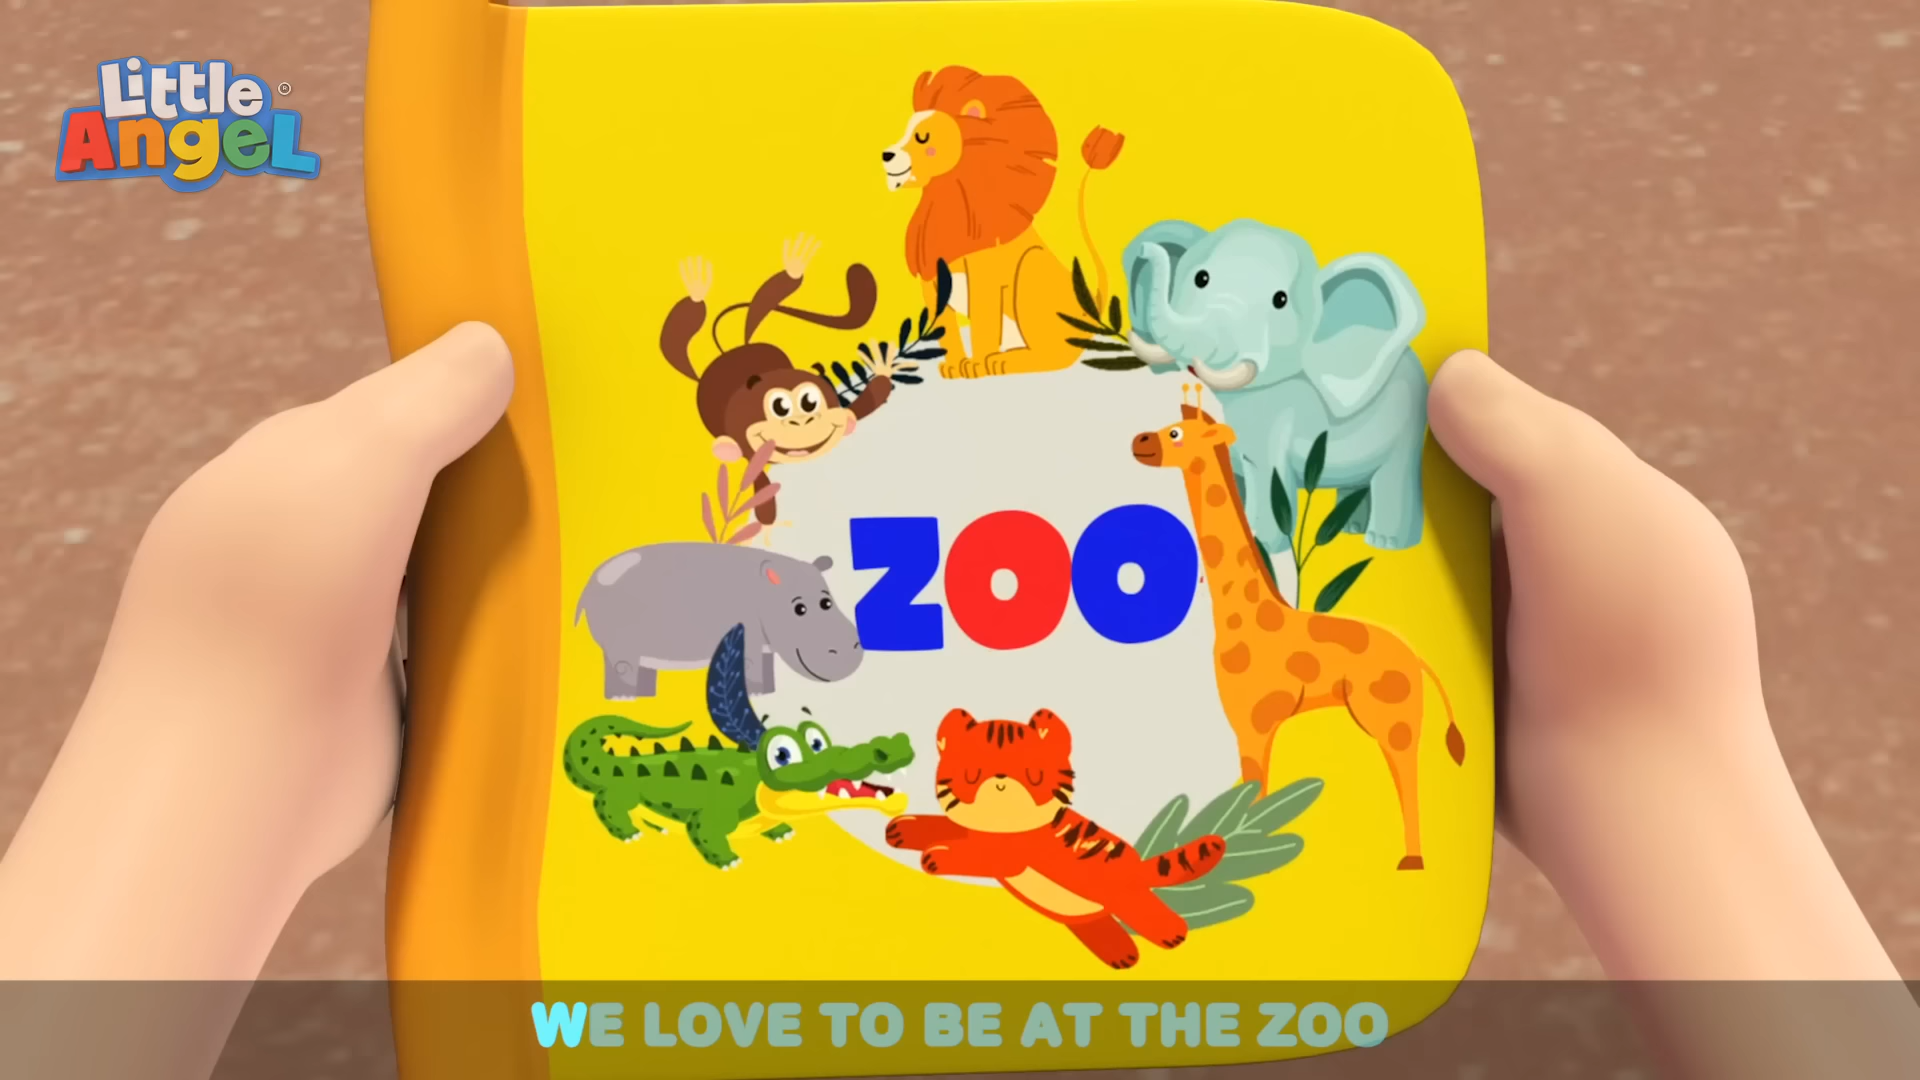 Little
Angel
®
ZOO
WE LOVE TO BE AT THE ZOO